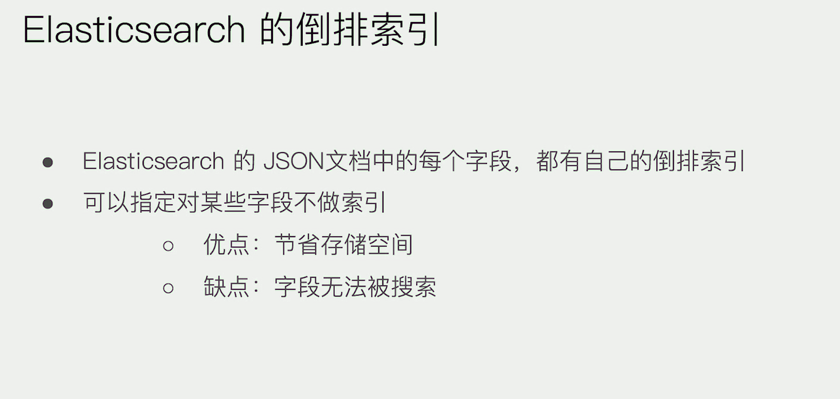 Elasticsearch 的倒排索引
● Elasticsearch 的 JSON文档中的每个字段，都有自己的倒排索引
● 可以指定对某些字段不做索引
○ 优点：节省存储空间
○ 缺点：字段无法被搜索